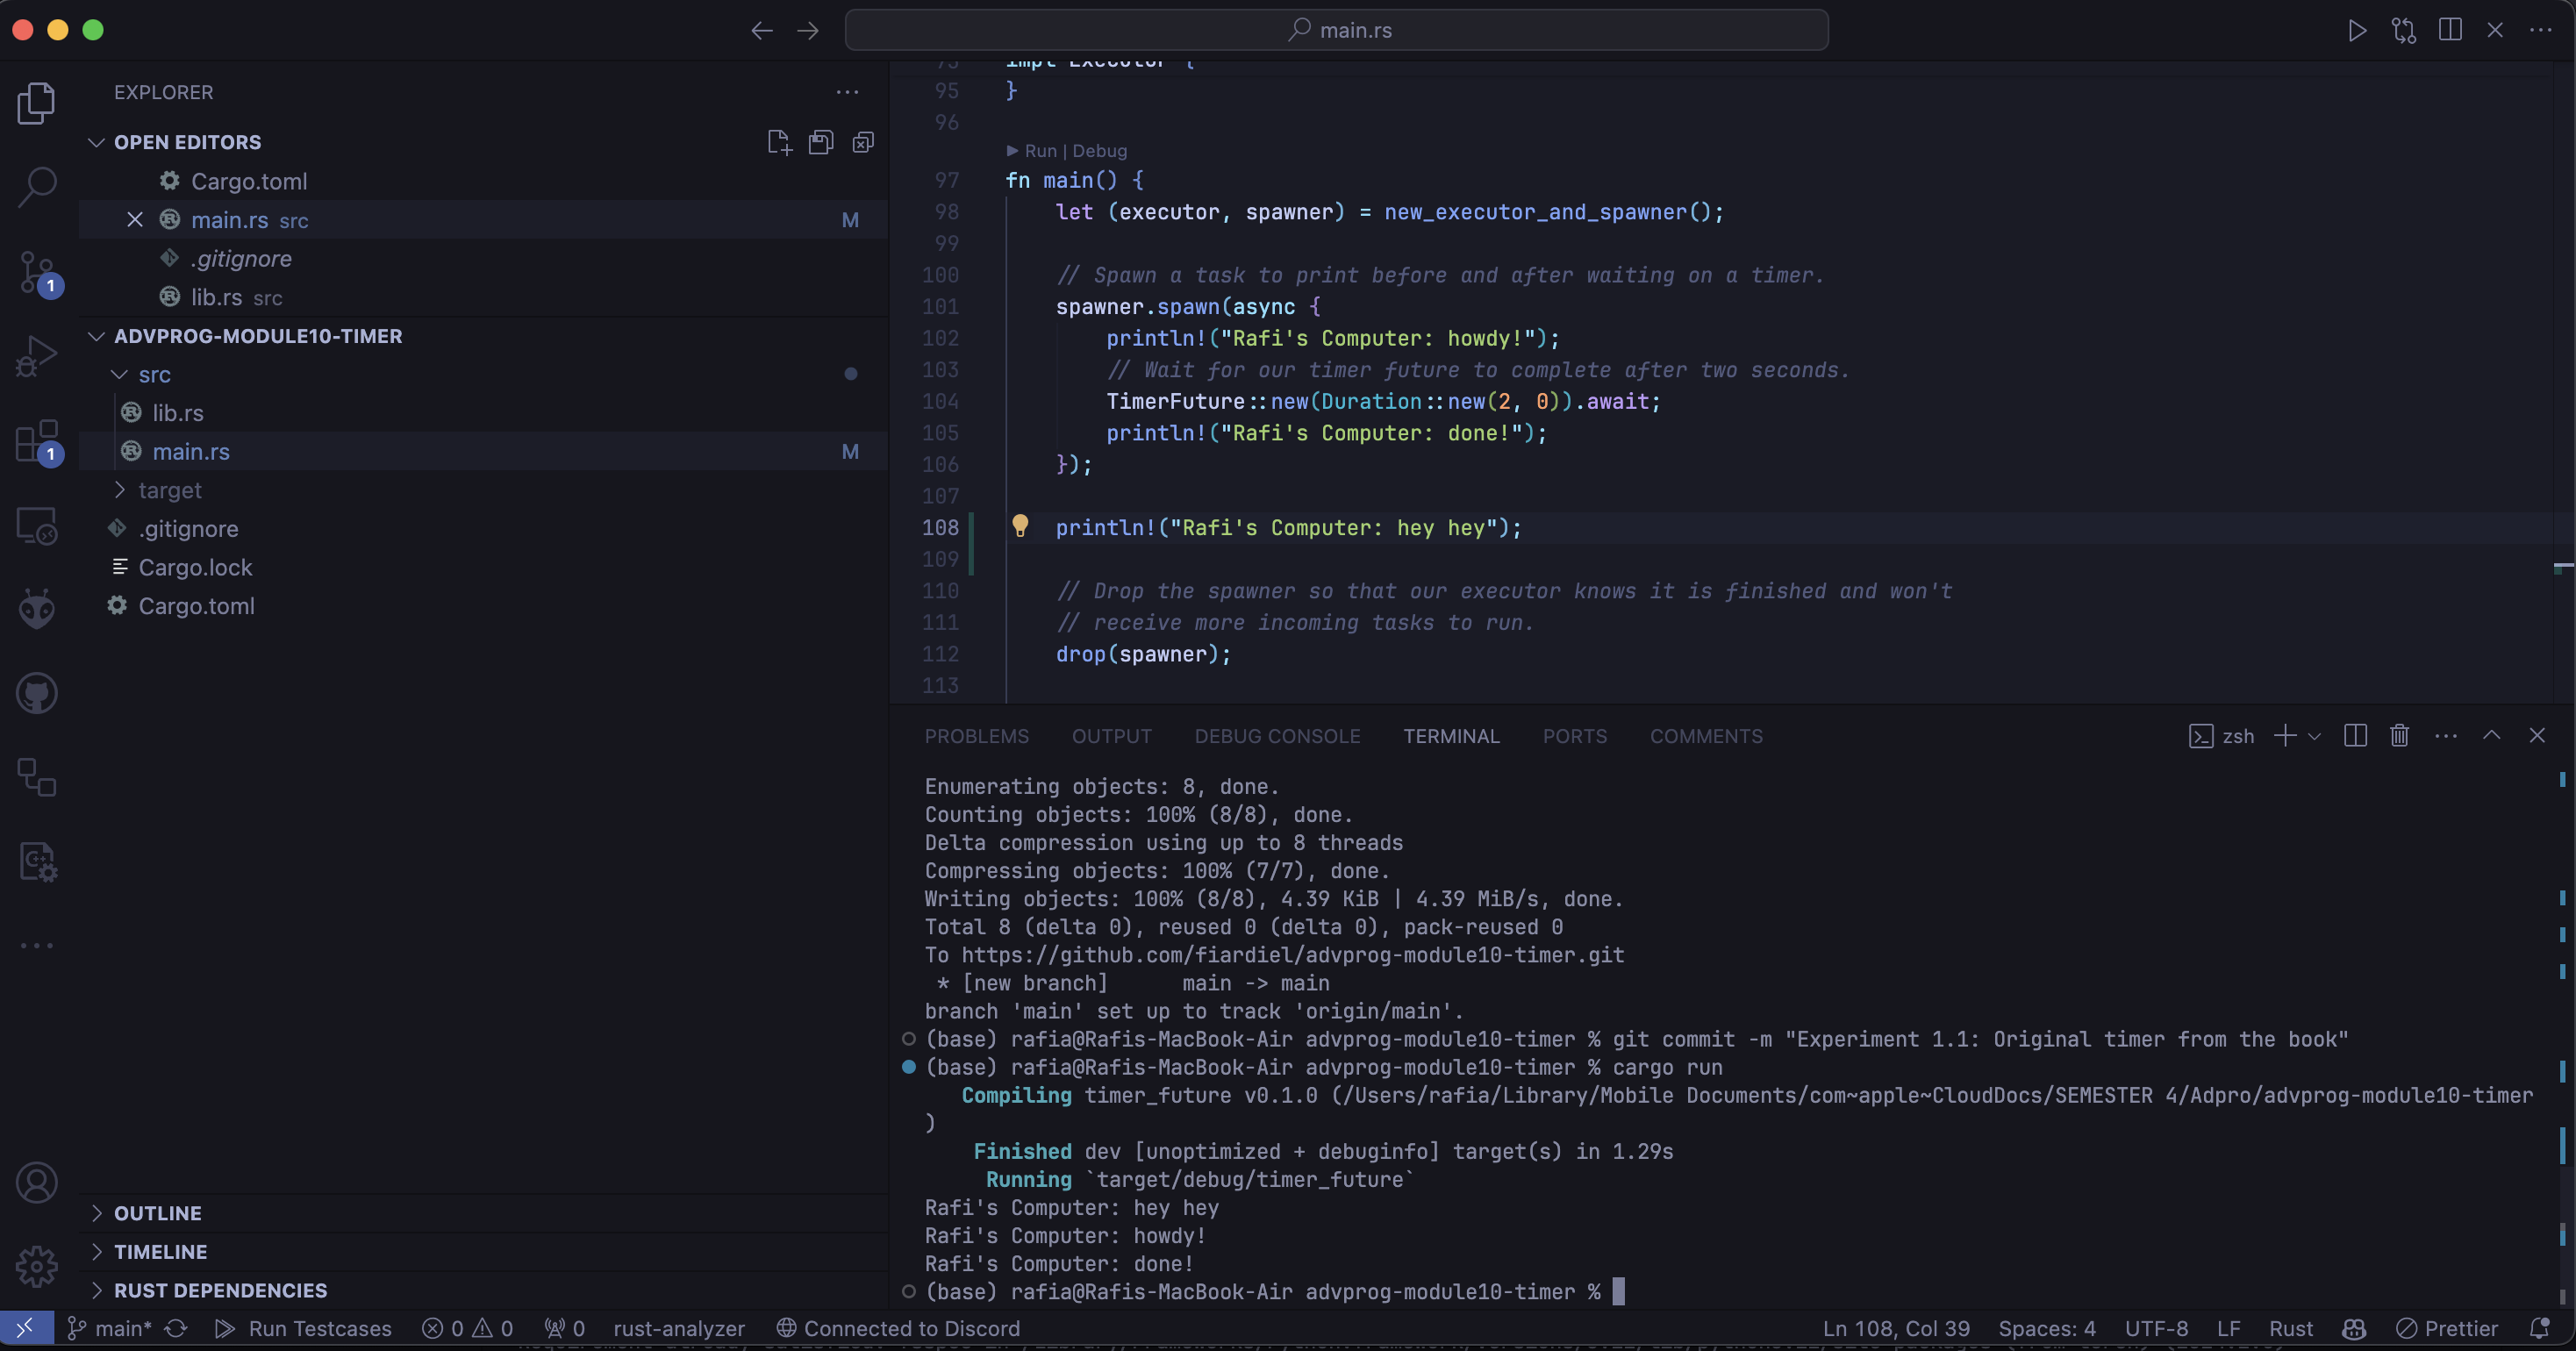 main.rs
EXPLORER
OPEN EDITORS
Cargo.toml
main.rs src M
.gitignore
lib.rs src
ADVPROG-MODULE10-TIMER
src
lib.rs
main.rs M
target
.gitignore
Cargo.lock
Cargo.toml
OUTLINE
TIMELINE
RUST DEPENDENCIES
1
1
93 impl Executor {
95 }
96
Run | Debug
97 fn main() {
98 let (executor, spawner) = new_executor_and_spawner();
99
100 // Spawn a task to print before and after waiting on a timer.
101 spawner.spawn(async {
102 println!("Rafi's Computer: howdy!");
103 // Wait for our timer future to complete after two seconds.
104 TimerFuture::new(Duration::new(2, 0)).await;
105 println!("Rafi's Computer: done!");
106 });
107
108 println!("Rafi's Computer: hey hey");
109
110 // Drop the spawner so that our executor knows it is finished and won't
111 // receive more incoming tasks to run.
112 drop(spawner);
113
PROBLEMS OUTPUT DEBUG CONSOLE TERMINAL PORTS COMMENTS zsh
Enumerating objects: 8, done.
Counting objects: 100% (8/8), done.
Delta compression using up to 8 threads
Compressing objects: 100% (7/7), done.
Writing objects: 100% (8/8), 4.39 KiB | 4.39 MiB/s, done.
Total 8 (delta 0), reused 0 (delta 0), pack-reused 0
To https://github.com/fiardiel/advprog-module10-timer.git
* [new branch] main -> main
branch 'main' set up to track 'origin/main'.
(base) rafia@Rafis-MacBook-Air advprog-module10-timer % git commit -m "Experiment 1.1: Original timer from the book"
(base) rafia@Rafis-MacBook-Air advprog-module10-timer % cargo run
Compiling timer_future v0.1.0 (/Users/rafia/Library/Mobile Documents/com~apple~CloudDocs/SEMESTER 4/Adpro/advprog-module10-timer
)
Finished dev [unoptimized + debuginfo] target(s) in 1.29s
Running `target/debug/timer_future`
Rafi's Computer: hey hey
Rafi's Computer: howdy!
Rafi's Computer: done!
(base) rafia@Rafis-MacBook-Air advprog-module10-timer %
main* Run Testcases 0 0 0 rust-analyzer Connected to Discord Ln 108, Col 39 Spaces: 4 UTF-8 LF Rust Prettier